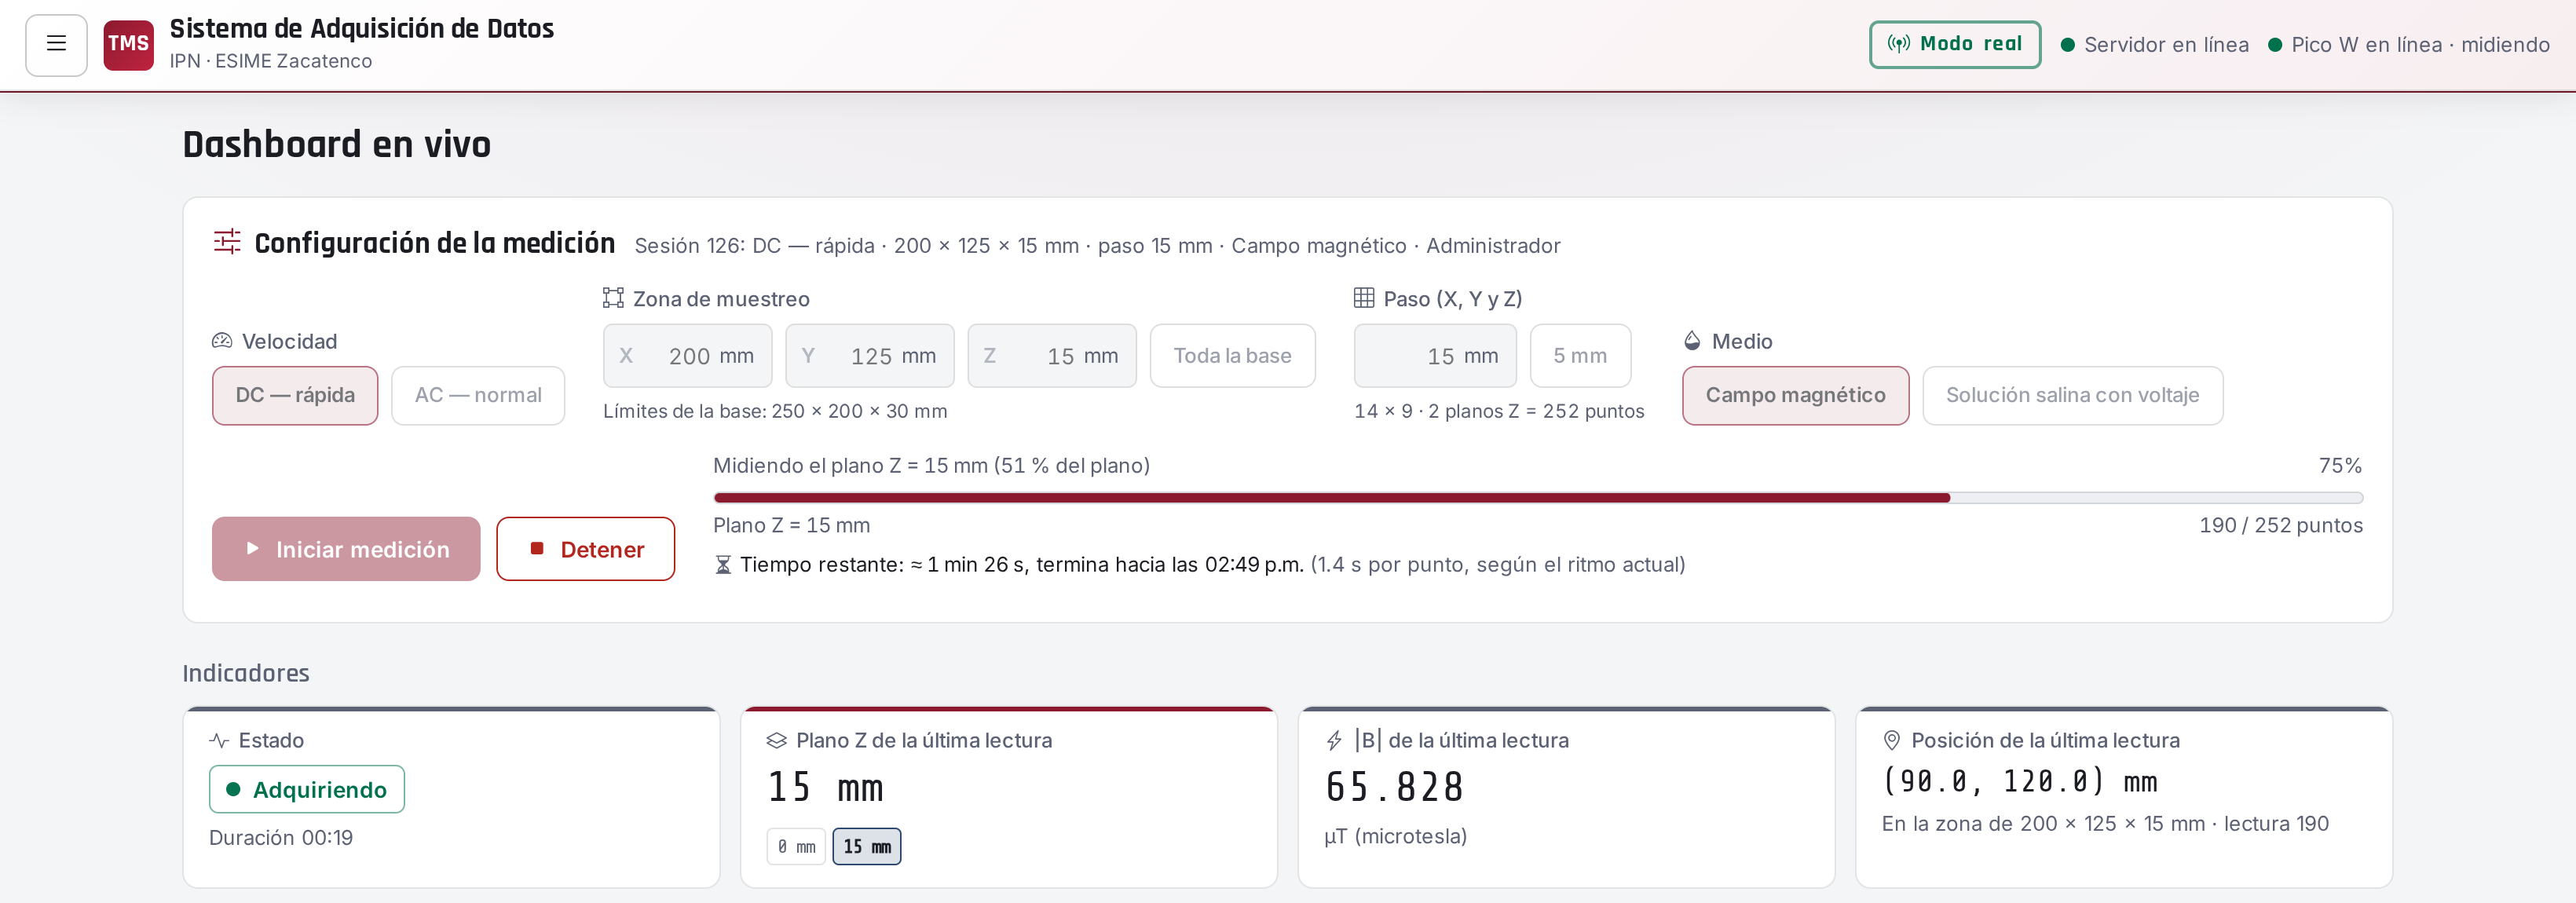 TMS
Sistema de Adquisición de Datos
IPN · ESIME Zacatenco
Modo real
Servidor en línea
Pico W en línea · midiendo
Dashboard en vivo
Configuración de la medición
Sesión 126: DC — rápida · 200 × 125 × 15 mm · paso 15 mm · Campo magnético · Administrador
Velocidad
DC — rápida
AC — normal
Zona de muestreo
X 200 mm
Y 125 mm
Z 15 mm
Toda la base
Límites de la base: 250 × 200 × 30 mm
Paso (X, Y y Z)
15 mm
5 mm
14 × 9 · 2 planos Z = 252 puntos
Medio
Campo magnético
Solución salina con voltaje
Iniciar medición
Detener
Midiendo el plano Z = 15 mm (51 % del plano)
75%
Plano Z = 15 mm
190 / 252 puntos
Tiempo restante: ≈ 1 min 26 s, termina hacia las 02:49 p.m. (1.4 s por punto, según el ritmo actual)
Indicadores
Estado
Adquiriendo
Duración 00:19
Plano Z de la última lectura
15 mm
0 mm
15 mm
|B| de la última lectura
65.828
µT (microtesla)
Posición de la última lectura
(90.0, 120.0) mm
En la zona de 200 × 125 × 15 mm · lectura 190